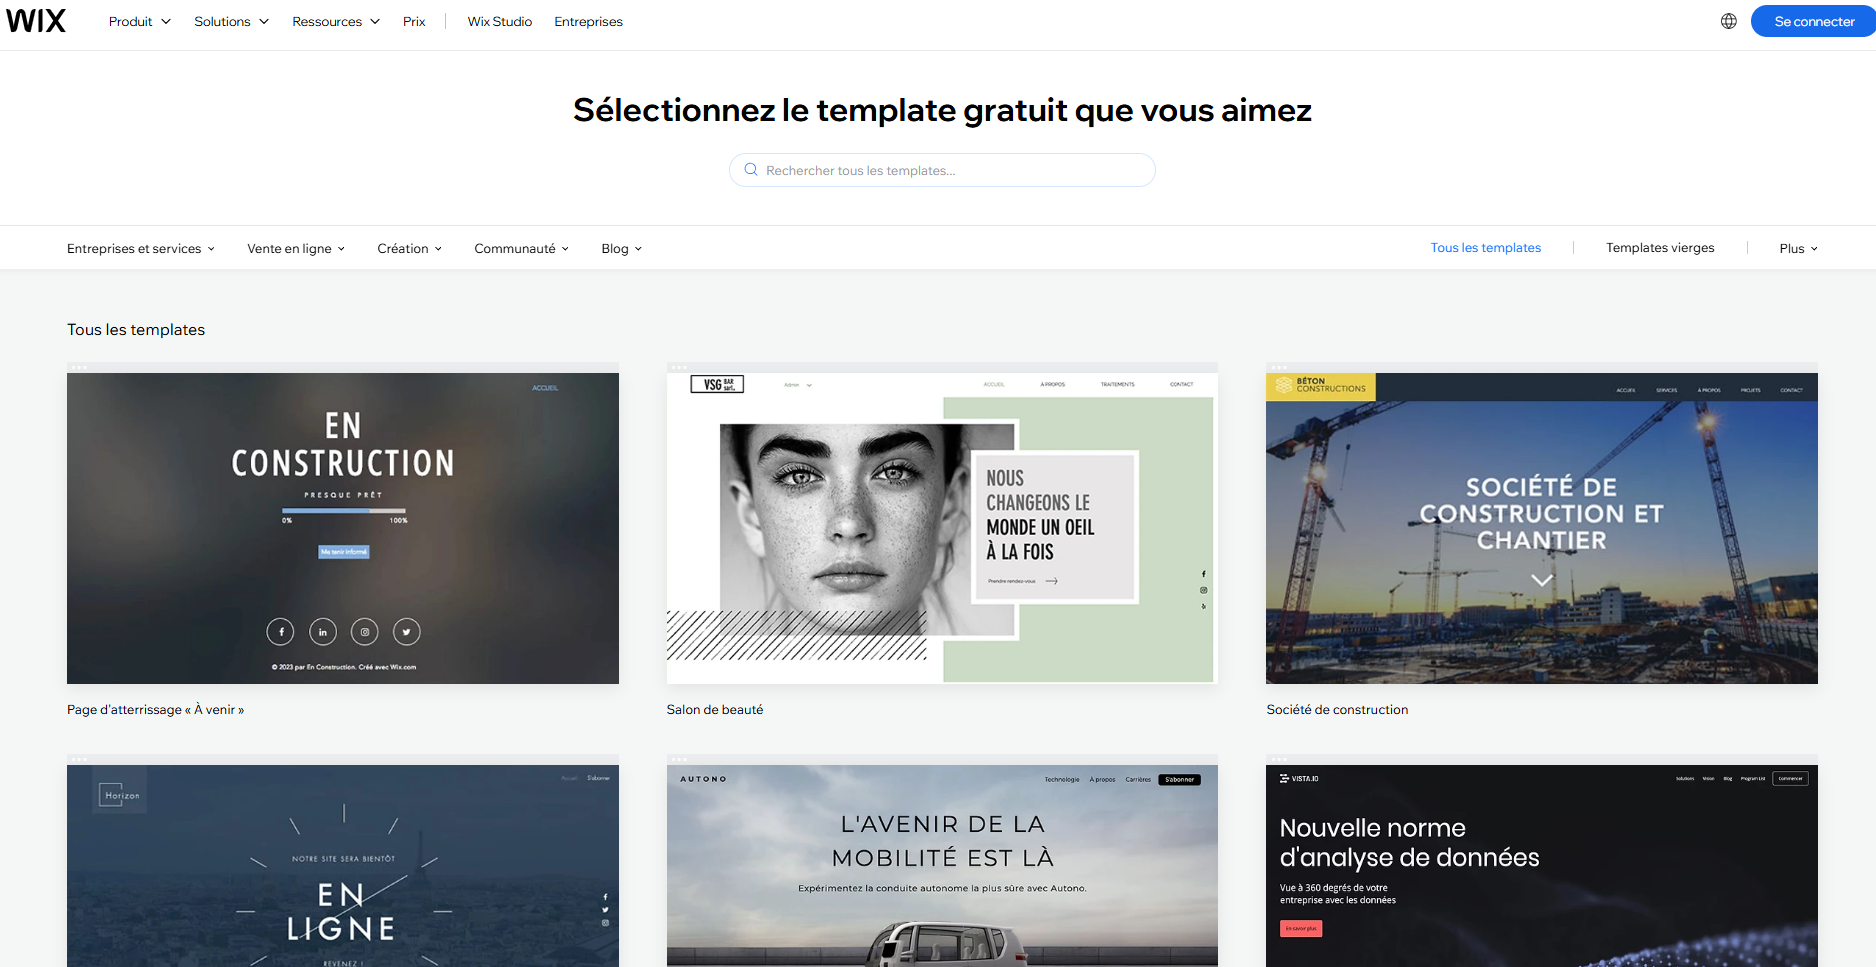 WIX
Produit
Solutions
Ressources
Prix
Wix Studio
Entreprises
Se connecter
Sélectionnez le template gratuit que vous aimez
Rechercher tous les templates...
Entreprises et services
Vente en ligne
Création
Communauté
Blog
Tous les templates
Templates vierges
Plus
Tous les templates
ACCUEIL
EN
CONSTRUCTION
PRESQUE PRÊT
0%
100%
Me tenir informé
© 2023 par En Construction. Créé avec Wix.com
Page d'atterrissage « À venir »
VSG BAR
sarl.
Admin
ACCUEIL
À PROPOS
TRAITEMENTS
CONTACT
NOUS
CHANGEONS LE
MONDE UN OEIL
À LA FOIS
Prendre rendez-vous
Salon de beauté
BÉTON
CONSTRUCTIONS
ACCUEIL
SERVICES
À PROPOS
PROJETS
CONTACT
SOCIÉTÉ DE
CONSTRUCTION ET
CHANTIER
Société de construction
Horizon
Accueil
S'abonner
NOTRE SITE SERA BIENTÔT
EN
LIGNE
REVENEZ !
AUTONO
Technologie
À propos
Carrières
S'abonner
L'AVENIR DE LA
MOBILITÉ EST LÀ
Expérimentez la conduite autonome la plus sûre avec Autono.
VISTA.IO
Solutions
Vision
Blog
Program List
Commencer
Nouvelle norme
d'analyse de données
Vue à 360 degrés de votre
entreprise avec les données
En savoir plus